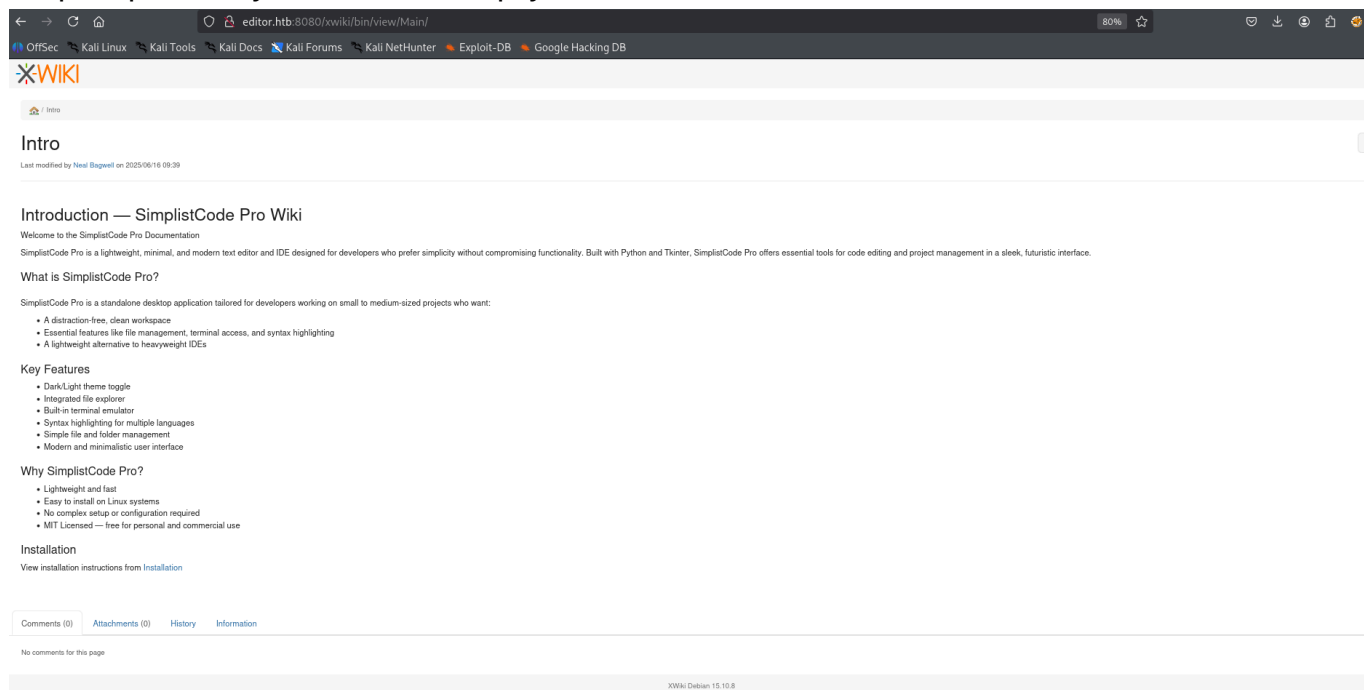 editor.htb:8080/xwiki/bin/view/Main/
80%
OffSec Kali Linux Kali Tools Kali Docs Kali Forums Kali NetHunter Exploit-DB Google Hacking DB
XWIKI
/ Intro
Intro
Last modified by Neal Bagwell on 2025/06/16 09:39
Introduction — SimplistCode Pro Wiki
Welcome to the SimplistCode Pro Documentation
SimplistCode Pro is a lightweight, minimal, and modern text editor and IDE designed for developers who prefer simplicity without compromising functionality. Built with Python and Tkinter, SimplistCode Pro offers essential tools for code editing and project management in a sleek, futuristic interface.
What is SimplistCode Pro?
SimplistCode Pro is a standalone desktop application tailored for developers working on small to medium-sized projects who want:
• A distraction-free, clean workspace
• Essential features like file management, terminal access, and syntax highlighting
• A lightweight alternative to heavyweight IDEs
Key Features
• Dark/Light theme toggle
• Integrated file explorer
• Built-in terminal emulator
• Syntax highlighting for multiple languages
• Simple file and folder management
• Modern and minimalistic user interface
Why SimplistCode Pro?
• Lightweight and fast
• Easy to install on Linux systems
• No complex setup or configuration required
• MIT Licensed — free for personal and commercial use
Installation
View installation instructions from Installation
Comments (0) Attachments (0) History Information
No comments for this page
XWiki Debian 15.10.8